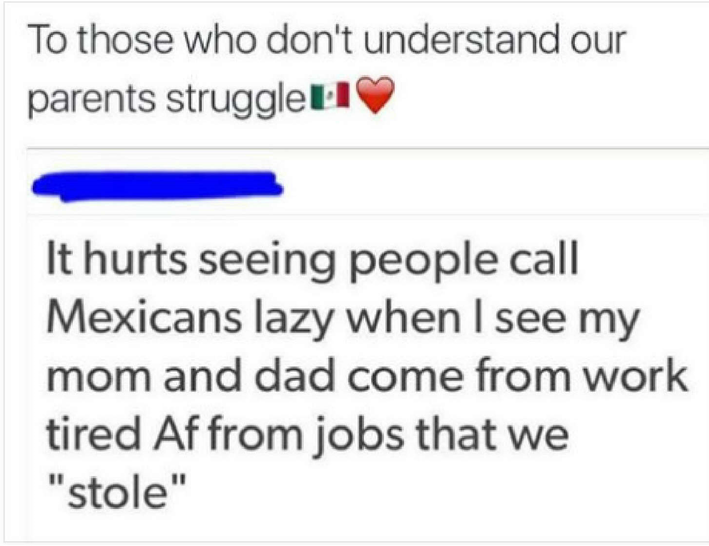 To those who don't understand our
parents struggle🇲🇽❤️
It hurts seeing people call
Mexicans lazy when I see my
mom and dad come from work
tired Af from jobs that we
"stole"